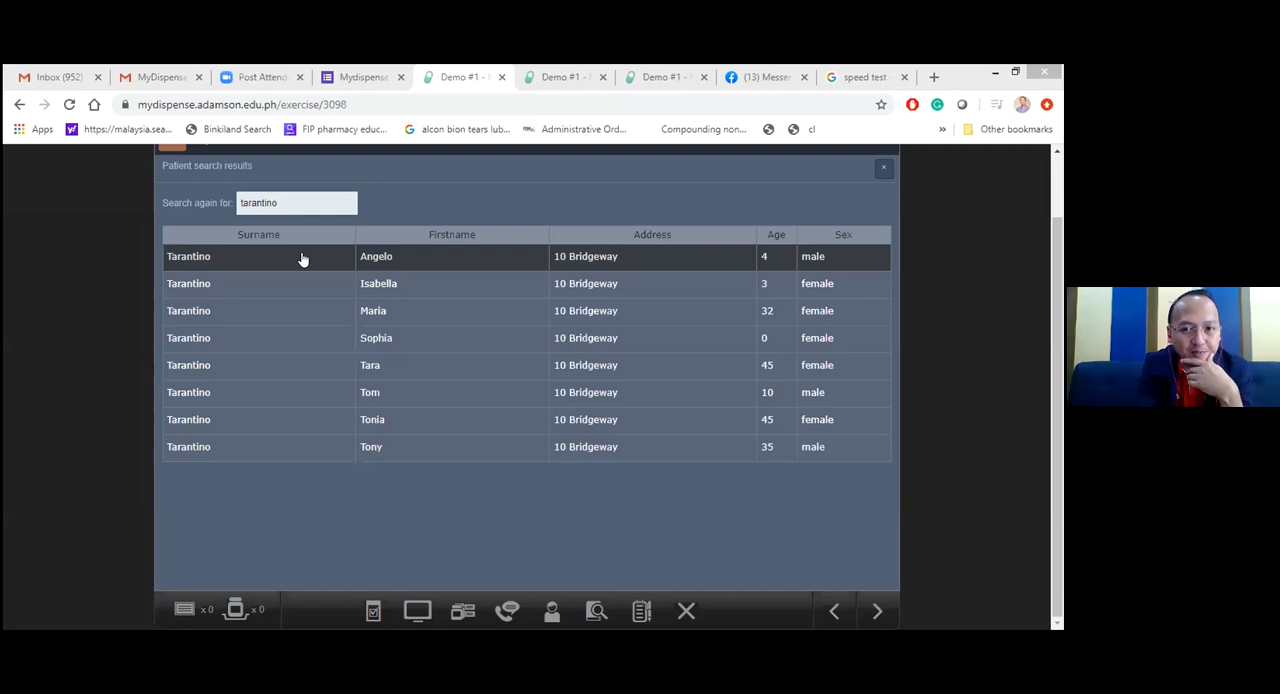 Inbox (952)
MyDispense
Post Attend
Mydispense
Demo #1 -
Demo #1 -
Demo #1 -
(13) Messer
speed test
mydispense.adamson.edu.ph/exercise/3098
Apps
https://malaysia.sea...
Binkiland Search
FIP pharmacy educ...
alcon bion tears lub...
Administrative Ord...
Compounding non...
cl
»
Other bookmarks
Patient search results
Search again for: tarantino
Surname Firstname Address Age Sex
Tarantino Angelo 10 Bridgeway 4 male
Tarantino Isabella 10 Bridgeway 3 female
Tarantino Maria 10 Bridgeway 32 female
Tarantino Sophia 10 Bridgeway 0 female
Tarantino Tara 10 Bridgeway 45 female
Tarantino Tom 10 Bridgeway 10 male
Tarantino Tonia 10 Bridgeway 45 female
Tarantino Tony 10 Bridgeway 35 male
x 0 x 0